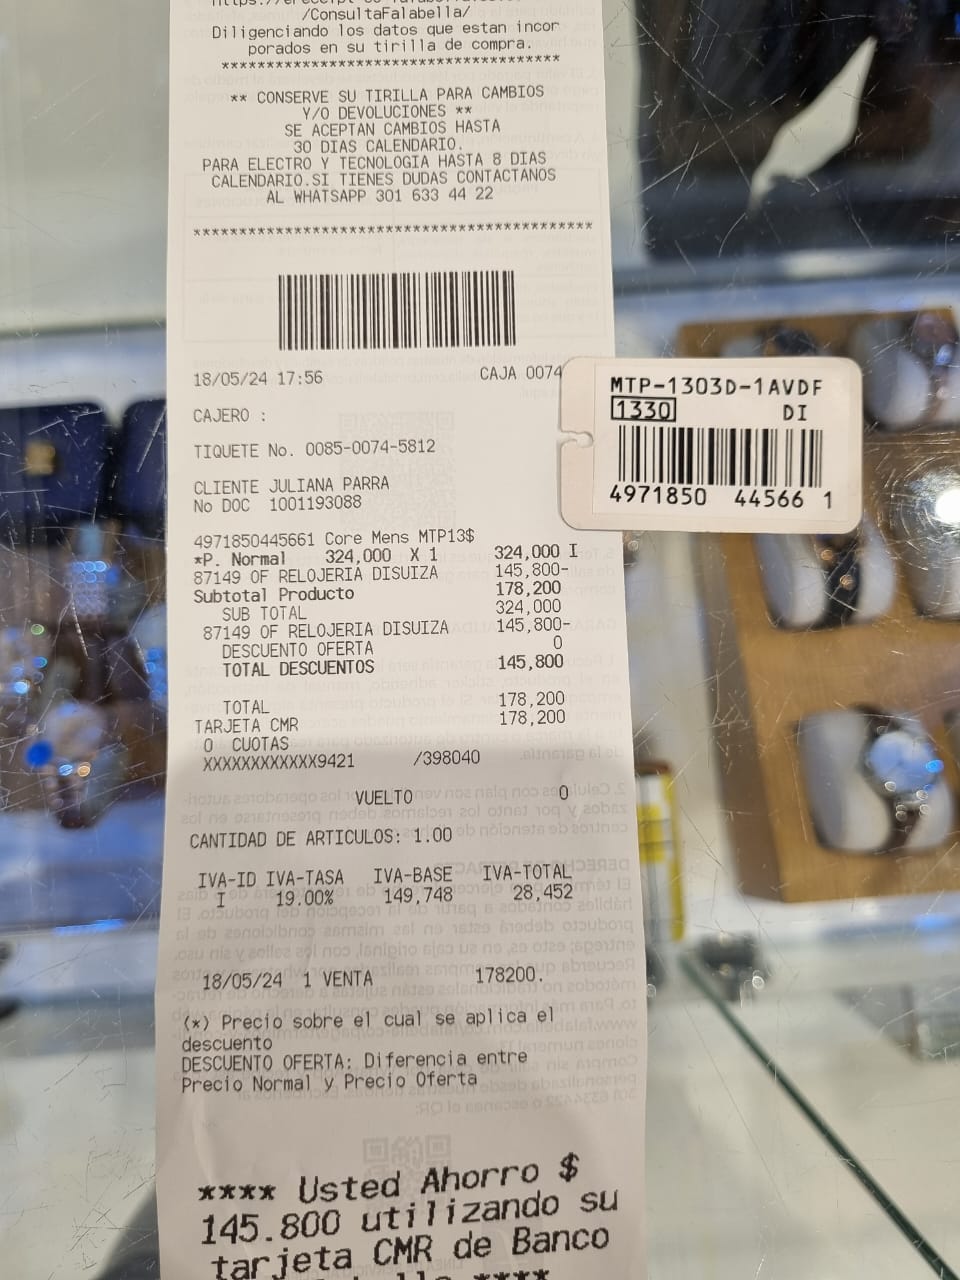 /ConsultaFalabella/
Diligenciando los datos que estan incor
porados en su tirilla de compra.
*************************************
** CONSERVE SU TIRILLA PARA CAMBIOS
Y/O DEVOLUCIONES **
SE ACEPTAN CAMBIOS HASTA
30 DIAS CALENDARIO.
PARA ELECTRO Y TECNOLOGIA HASTA 8 DIAS
CALENDARIO.SI TIENES DUDAS CONTACTANOS
AL WHATSAPP 301 633 44 22
********************************************
18/05/24 17:56 CAJA 0074
CAJERO :
TIQUETE No. 0085-0074-5812
CLIENTE JULIANA PARRA
No DOC 1001193088
4971850445661 Core Mens MTP13$
*P. Normal 324,000 X 1 324,000 I
87149 OF RELOJERIA DISUIZA 145,800-
Subtotal Producto 178,200
SUB TOTAL 324,000
87149 OF RELOJERIA DISUIZA 145,800-
DESCUENTO OFERTA 0
TOTAL DESCUENTOS 145,800
TOTAL 178,200
TARJETA CMR 178,200
0 CUOTAS
XXXXXXXXXXXX9421 /398040
VUELTO 0
CANTIDAD DE ARTICULOS: 1.00
IVA-ID IVA-TASA IVA-BASE IVA-TOTAL
I 19.00% 149,748 28,452
18/05/24 1 VENTA 178200.
(*) Precio sobre el cual se aplica el
descuento
DESCUENTO OFERTA: Diferencia entre
Precio Normal y Precio Oferta
**** Usted Ahorro $
145.800 utilizando su
tarjeta CMR de Banco
MTP-1303D-1AVDF
1330 DI
4971850 44566 1